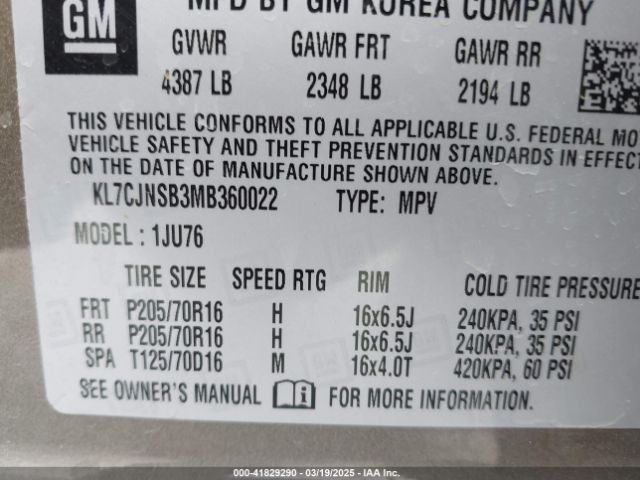 GM
MFD BY GM KOREA COMPANY
GVWR GAWR FRT GAWR RR
4387 LB 2348 LB 2194 LB
THIS VEHICLE CONFORMS TO ALL APPLICABLE U.S. FEDERAL MO
VEHICLE SAFETY AND THEFT PREVENTION STANDARDS IN EFFECT
ON THE DATE OF MANUFACTURE SHOWN ABOVE.
KL7CJNSB3MB360022 TYPE: MPV
MODEL : 1JU76
TIRE SIZE SPEED RTG RIM COLD TIRE PRESSURE
FRT P205/70R16 H 16x6.5J 240KPA, 35 PSI
RR P205/70R16 H 16x6.5J 240KPA, 35 PSI
SPA T125/70D16 M 16x4.0T 420KPA, 60 PSI
SEE OWNER'S MANUAL i FOR MORE INFORMATION.
000-41829290 - 03/19/2025 - IAA Inc.